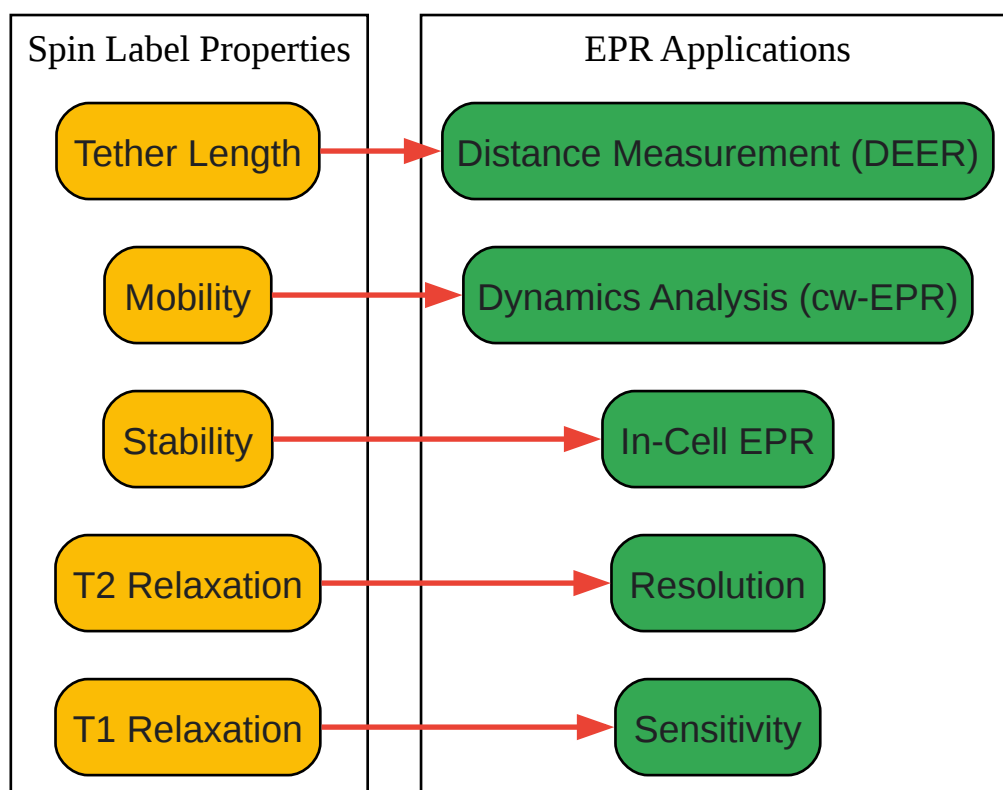 Spin Label Properties
EPR Applications
Tether Length
Distance Measurement (DEER)
Mobility
Dynamics Analysis (cw-EPR)
Stability
In-Cell EPR
T2 Relaxation
Resolution
T1 Relaxation
Sensitivity